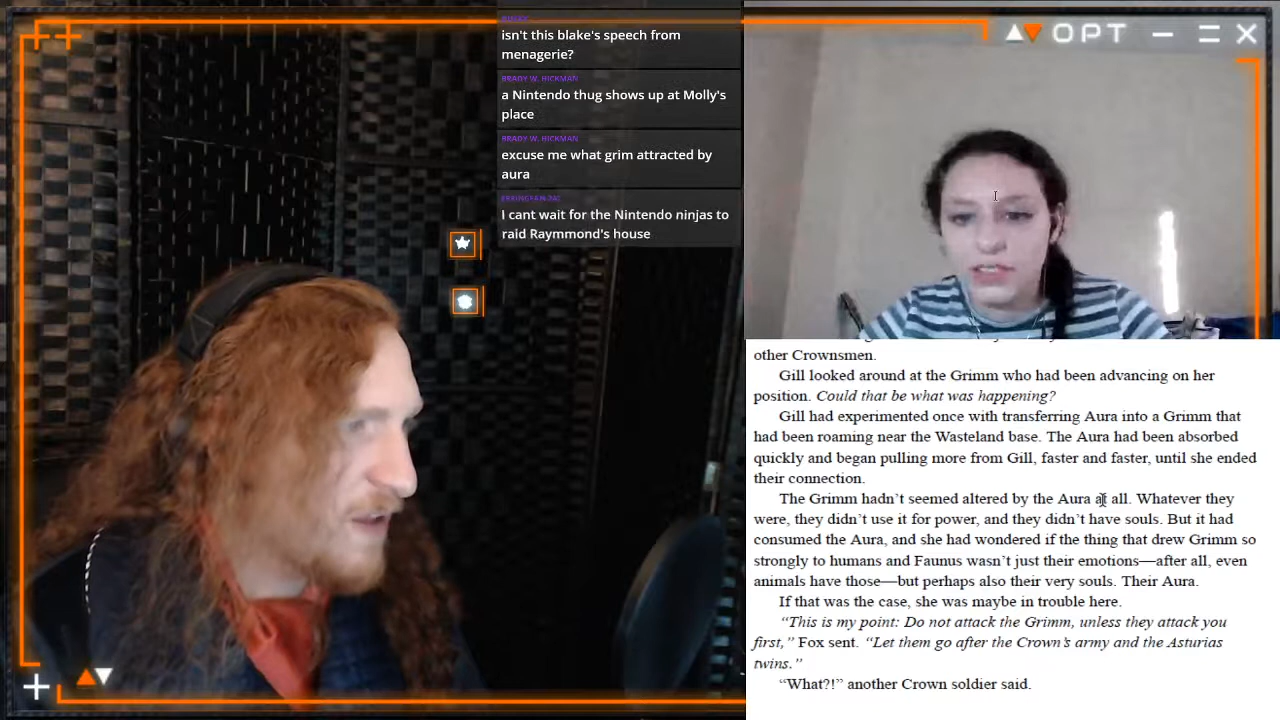 isn't this blake's speech from
menagerie?
BRADY W. HICKMAN
a Nintendo thug shows up at Molly's
place
BRADY W. HICKMAN
excuse me what grim attracted by
aura
I cant wait for the Nintendo ninjas to
raid Raymmond's house
OPT
other Crownsmen.
Gill looked around at the Grimm who had been advancing on her
position. Could that be what was happening?
Gill had experimented once with transferring Aura into a Grimm that
had been roaming near the Wasteland base. The Aura had been absorbed
quickly and began pulling more from Gill, faster and faster, until she ended
their connection.
The Grimm hadn't seemed altered by the Aura at all. Whatever they
were, they didn't use it for power, and they didn't have souls. But it had
consumed the Aura, and she had wondered if the thing that drew Grimm so
strongly to humans and Faunus wasn't just their emotions—after all, even
animals have those—but perhaps also their very souls. Their Aura.
If that was the case, she was maybe in trouble here.
“This is my point: Do not attack the Grimm, unless they attack you
first,” Fox sent. “Let them go after the Crown's army and the Asturias
twins.”
“What?!” another Crown soldier said.